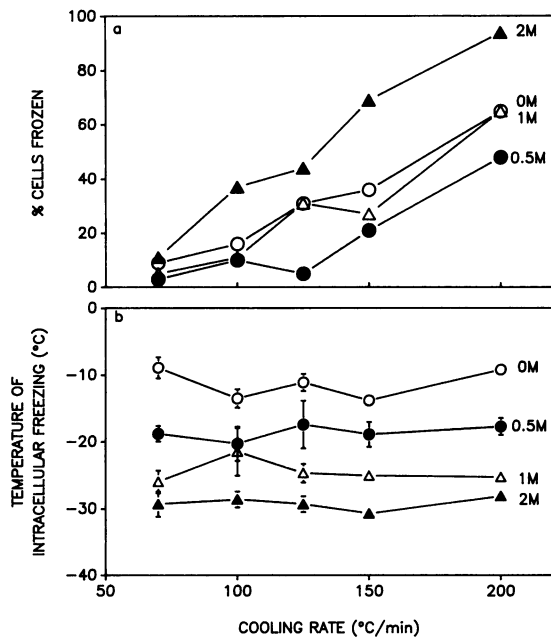 a
100
80
60
40
20
0
% CELLS FROZEN
2M
0M
1M
0.5M
b
0
−10
−20
−30
−40
TEMPERATURE OF
INTRACELLULAR FREEZING (°C)
0M
0.5M
1M
2M
50
100
150
200
COOLING RATE (°C/min)